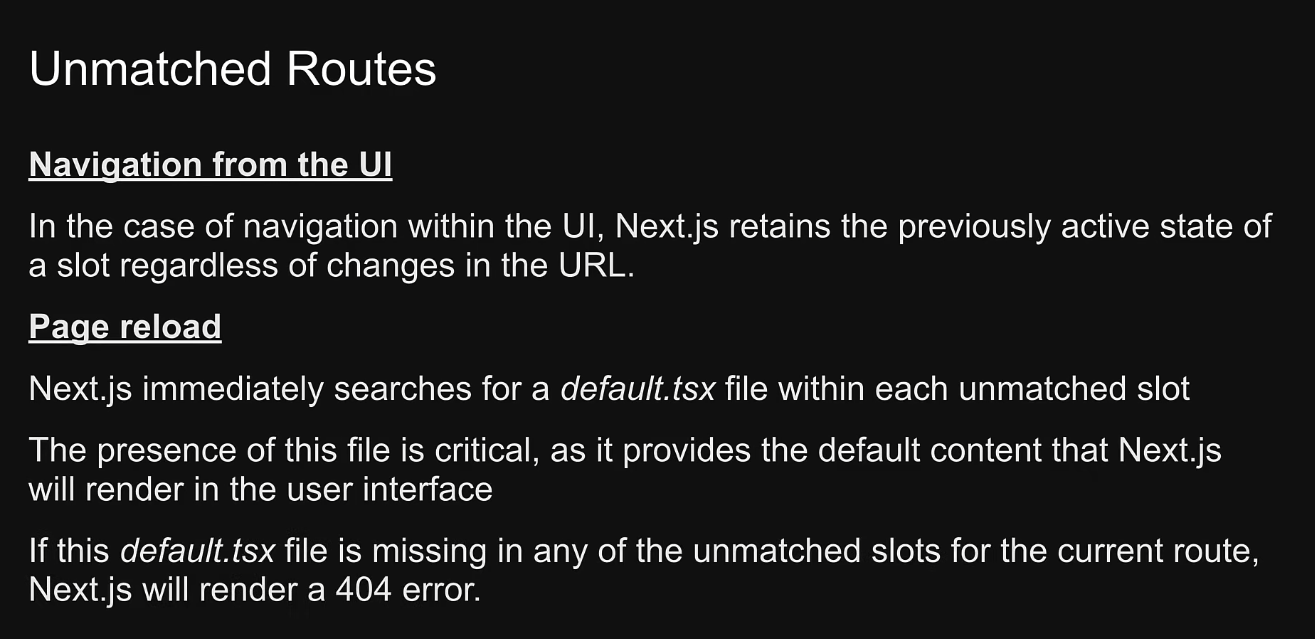 Unmatched Routes
Navigation from the UI
In the case of navigation within the UI, Next.js retains the previously active state of
a slot regardless of changes in the URL.
Page reload
Next.js immediately searches for a default.tsx file within each unmatched slot
The presence of this file is critical, as it provides the default content that Next.js
will render in the user interface
If this default.tsx file is missing in any of the unmatched slots for the current route,
Next.js will render a 404 error.